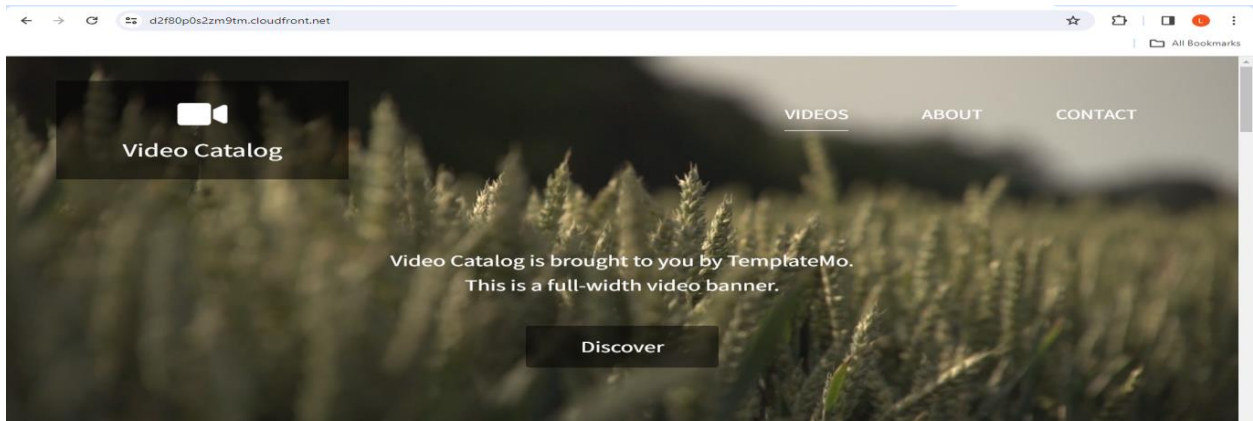 d2f80p0s2zm9tm.cloudfront.net
All Bookmarks
L
VIDEOS ABOUT CONTACT
Video Catalog
Video Catalog is brought to you by TemplateMo.
This is a full-width video banner.
Discover